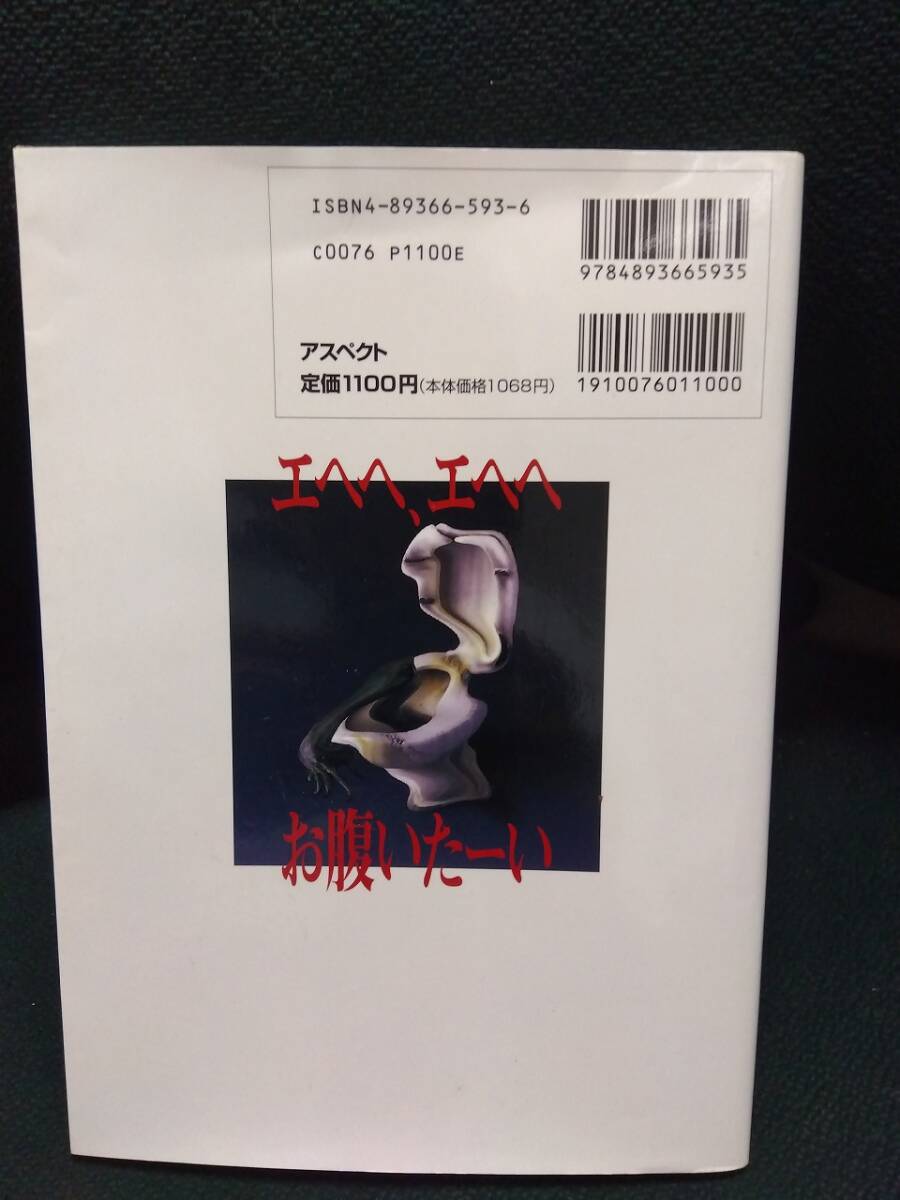 ISBN4-89366-593-6
C0076 P1100E
9784893665935
アスペクト
定価1100円(本体価格1068円)
1910076011000
エヘヘ、エヘヘ
お腹いたーい